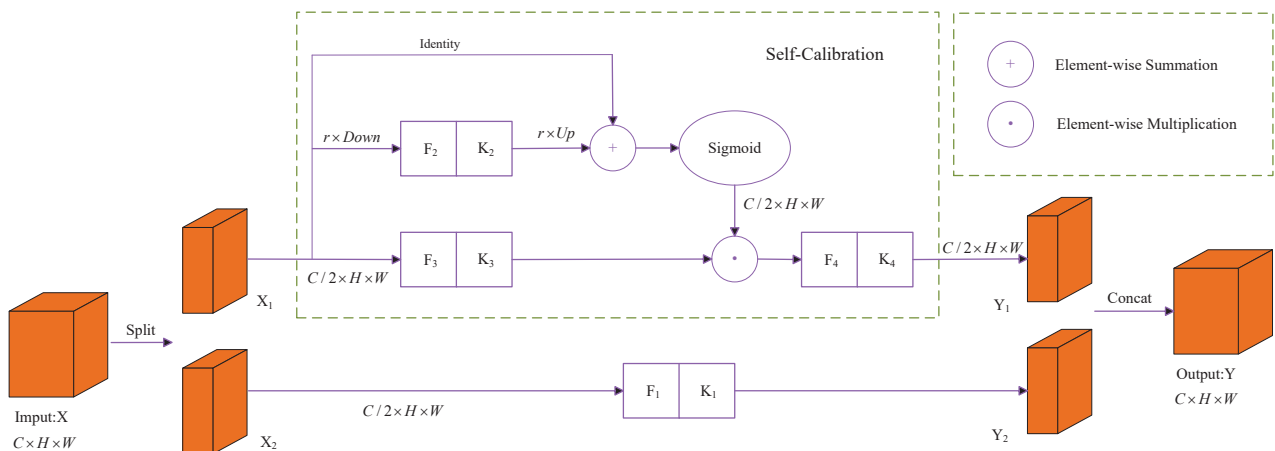 Identity
Self-Calibration
+
Element-wise Summation
r×Down
F₂
K₂
r×Up
+
Sigmoid
•
Element-wise Multiplication
C/2×H×W
F₃
K₃
•
F₄
K₄
C/2×H×W
C/2×H×W
X₁
Y₁
Split
Concat
F₁
K₁
Imput:X
C×H×W
C/2×H×W
X₂
Y₂
Output:Y
C×H×W